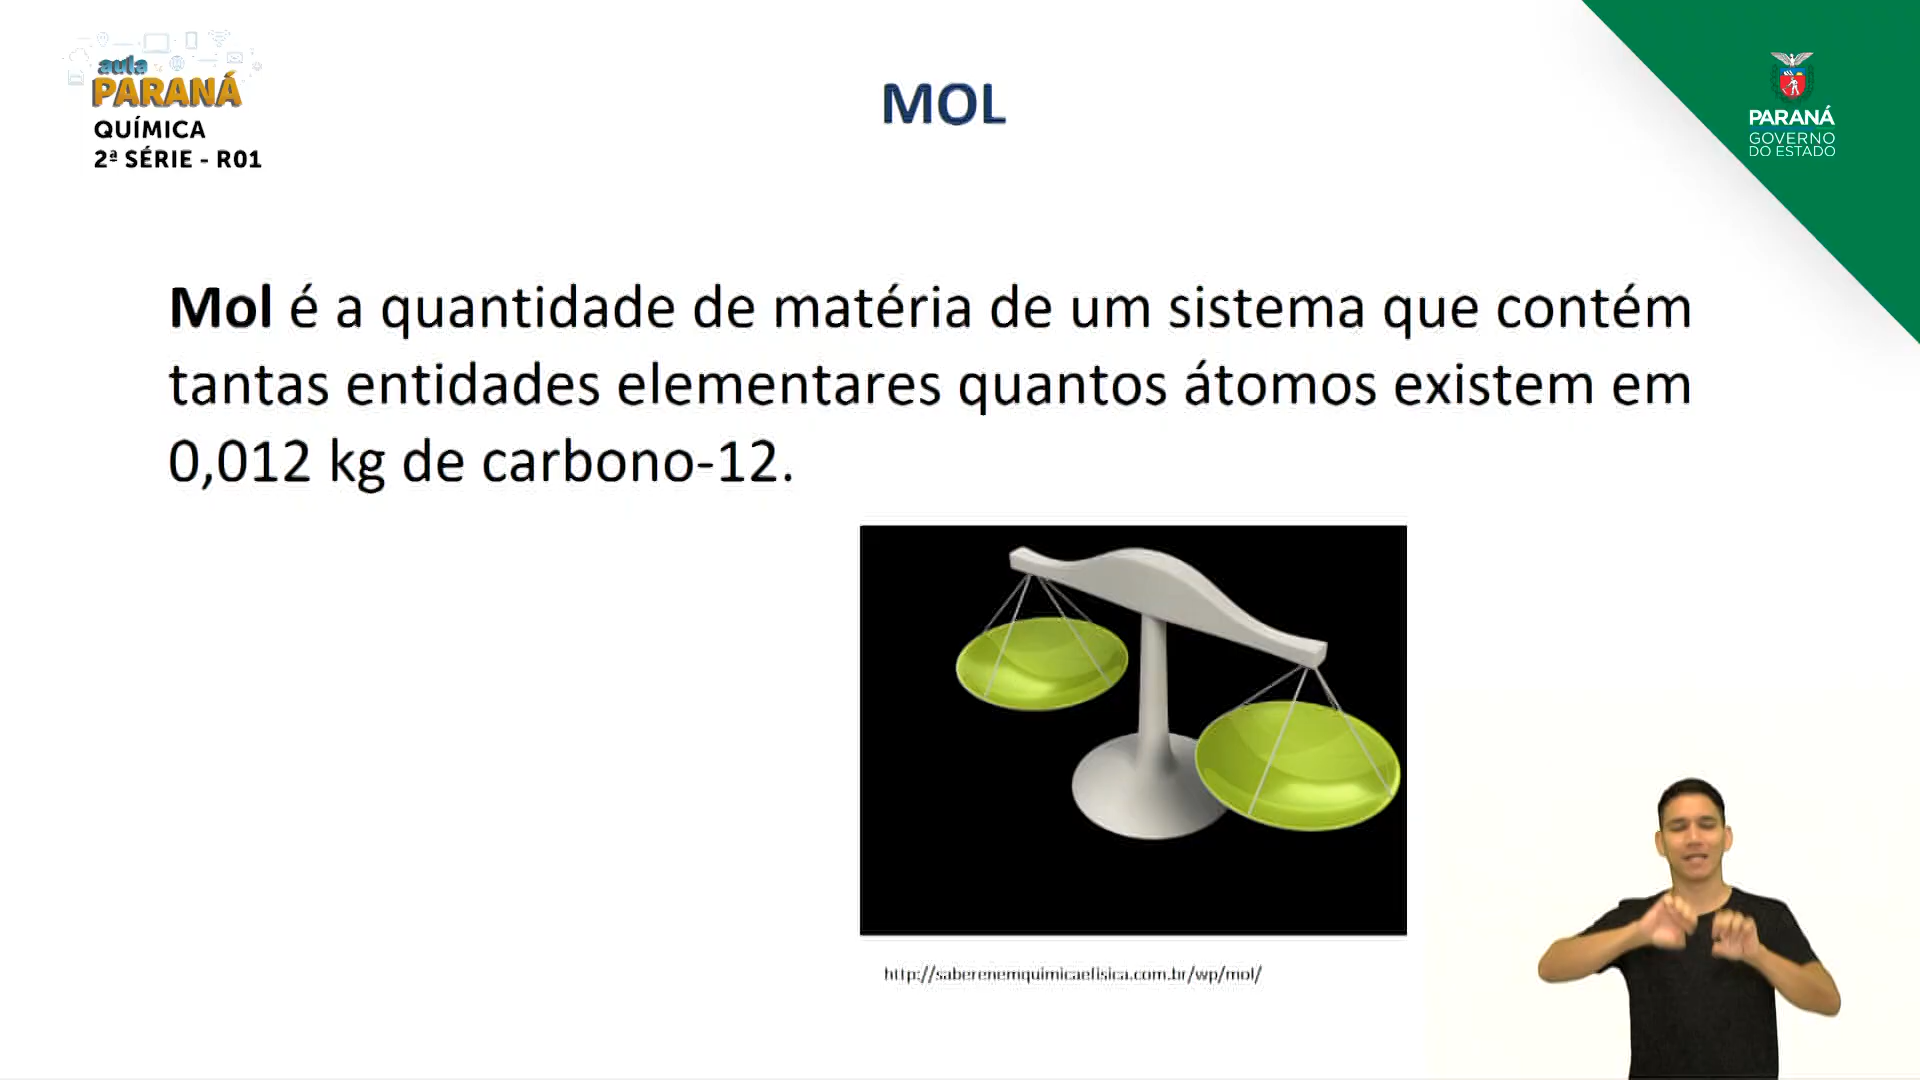 aula
PARANÁ
QUÍMICA
2ª SÉRIE - R01
MOL
PARANÁ
GOVERNO
DO ESTADO
Mol é a quantidade de matéria de um sistema que contém
tantas entidades elementares quantos átomos existem em
0,012 kg de carbono-12.
http://saberenemquimicaefisica.com.br/wp/mol/